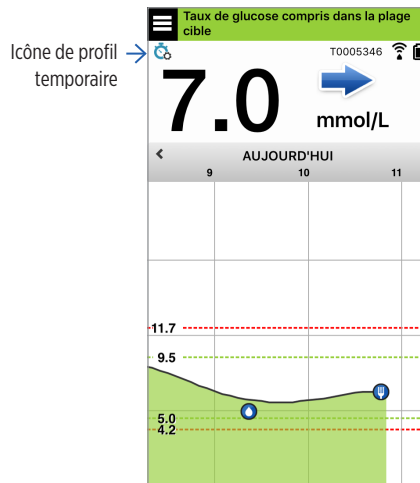 Taux de glucose compris dans la plage
cible
Icône de profil
temporaire
T0005346
7.0
mmol/L
AUJOURD'HUI
9 10 11
11.7
9.5
5.0
4.2